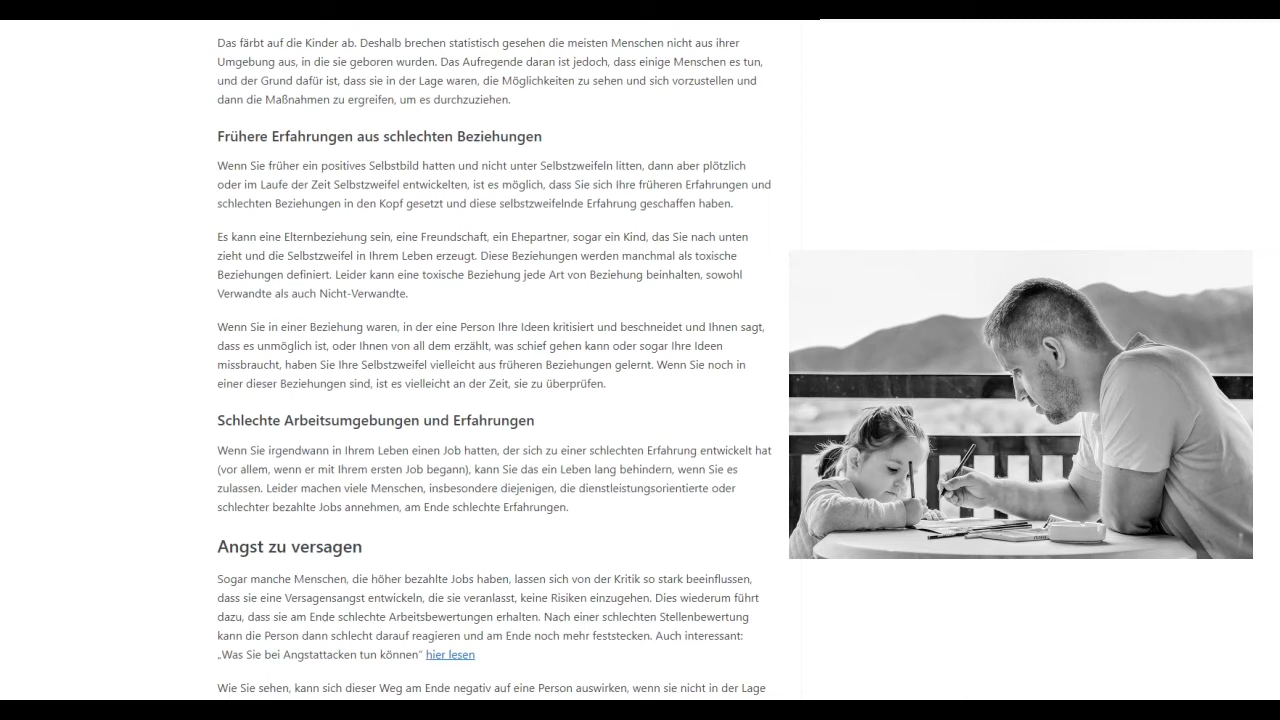 Das färbt auf die Kinder ab. Deshalb brechen statistisch gesehen die meisten Menschen nicht aus ihrer
Umgebung aus, in die sie geboren wurden. Das Aufregende daran ist jedoch, dass einige Menschen es tun,
und der Grund dafür ist, dass sie in der Lage waren, die Möglichkeiten zu sehen und sich vorzustellen und
dann die Maßnahmen zu ergreifen, um es durchzuziehen.
Frühere Erfahrungen aus schlechten Beziehungen
Wenn Sie früher ein positives Selbstbild hatten und nicht unter Selbstzweifeln litten, dann aber plötzlich
oder im Laufe der Zeit Selbstzweifel entwickelten, ist es möglich, dass Sie sich Ihre früheren Erfahrungen und
schlechten Beziehungen in den Kopf gesetzt und diese selbstzweifelnde Erfahrung geschaffen haben.
Es kann eine Elternbeziehung sein, eine Freundschaft, ein Ehepartner, sogar ein Kind, das Sie nach unten
zieht und die Selbstzweifel in Ihrem Leben erzeugt. Diese Beziehungen werden manchmal als toxische
Beziehungen definiert. Leider kann eine toxische Beziehung jede Art von Beziehung beinhalten, sowohl
Verwandte als auch Nicht-Verwandte.
Wenn Sie in einer Beziehung waren, in der eine Person Ihre Ideen kritisiert und beschneidet und Ihnen sagt,
dass es unmöglich ist, oder Ihnen von all dem erzählt, was schief gehen kann oder sogar Ihre Ideen
missbraucht, haben Sie Ihre Selbstzweifel vielleicht aus früheren Beziehungen gelernt. Wenn Sie noch in
einer dieser Beziehungen sind, ist es vielleicht an der Zeit, sie zu überprüfen.
Schlechte Arbeitsumgebungen und Erfahrungen
Wenn Sie irgendwann in Ihrem Leben einen Job hatten, der sich zu einer schlechten Erfahrung entwickelt hat
(vor allem, wenn er mit Ihrem ersten Job begann), kann Sie das ein Leben lang behindern, wenn Sie es
zulassen. Leider machen viele Menschen, insbesondere diejenigen, die dienstleistungsorientierte oder
schlechter bezahlte Jobs annehmen, am Ende schlechte Erfahrungen.
Angst zu versagen
Sogar manche Menschen, die höher bezahlte Jobs haben, lassen sich von der Kritik so stark beeinflussen,
dass sie eine Versagensangst entwickeln, die sie veranlasst, keine Risiken einzugehen. Dies wiederum führt
dazu, dass sie am Ende schlechte Arbeitsbewertungen erhalten. Nach einer schlechten Stellenbewertung
kann die Person dann schlecht darauf reagieren und am Ende noch mehr feststecken. Auch interessant:
„Was Sie bei Angstattacken tun können" hier lesen
Wie Sie sehen, kann sich dieser Weg am Ende negativ auf eine Person auswirken, wenn sie nicht in der Lage